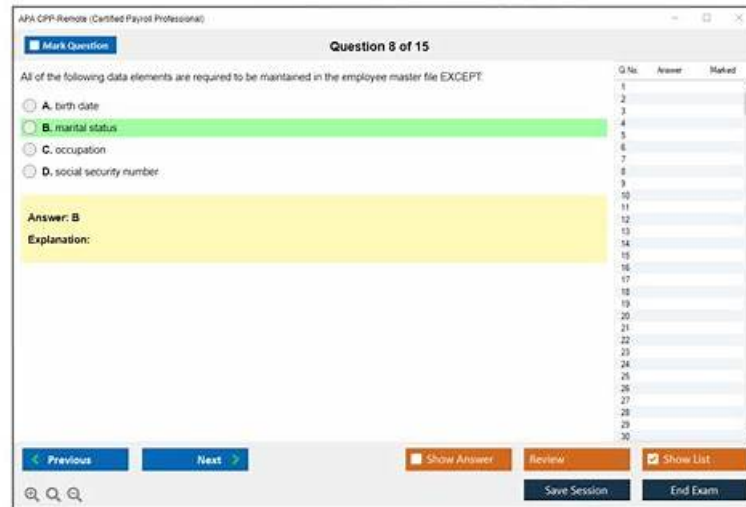 APA CPP-Remote (Certified Payroll Professional)
Mark Question
Question 8 of 15
All of the following data elements are required to be maintained in the employee master file EXCEPT:
A. birth date
B. marital status
C. occupation
D. social security number
Answer: B
Explanation:
Q.No. Answer Marked
1
2
3
4
5
6
7
8
9
10
11
12
13
14
15
16
17
18
19
20
21
22
23
24
25
26
27
28
29
30
Previous
Next
Show Answer
Review
Show List
Save Session
End Exam